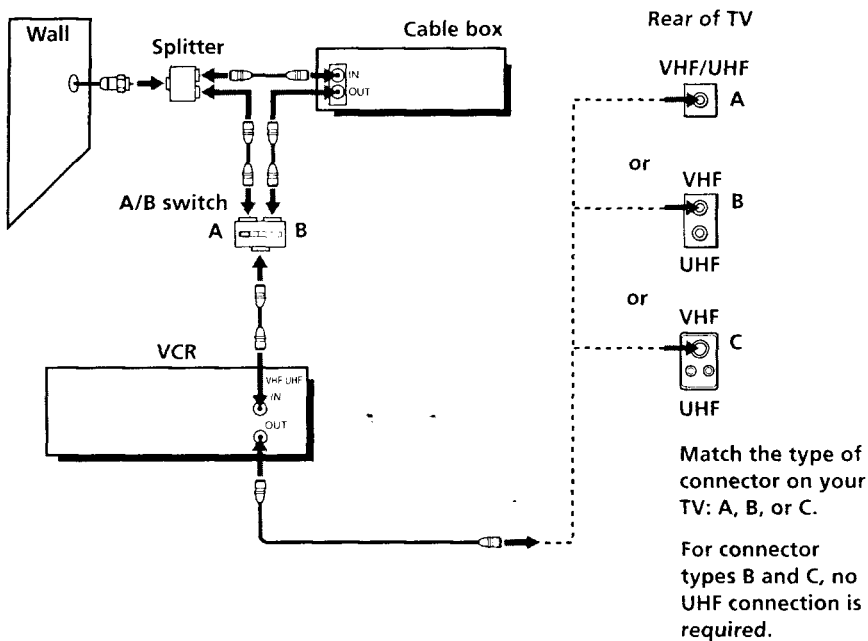 Wall
Splitter
Cable box
IN
OUT
Rear of TV
VHF/UHF
A
or
VHF
B
UHF
or
VHF
C
UHF
A/B switch
A
B
VCR
VHF UHF
IN
OUT
Match the type of
connector on your
TV: A, B, or C.
For connector
types B and C, no
UHF connection is
required.